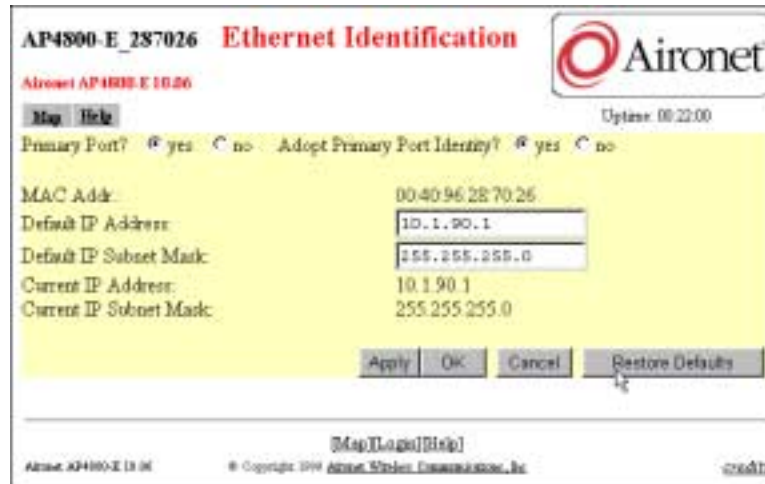 AP4800-E_287026 Ethernet Identification
Aironet
Aironet AP4800-E 10.06
Map Help
Uptime: 00:22:00
Primary Port? yes no Adopt Primary Port Identity? yes no
MAC Addr: 00:40:96:28:70:26
Default IP Address: 10.1.90.1
Default IP Subnet Mask: 255.255.255.0
Current IP Address: 10.1.90.1
Current IP Subnet Mask: 255.255.255.0
Apply OK Cancel Restore Defaults
[Map][Login][Help]
Aironet AP4800-E 10.06 © Copyright 1999 Aironet Wireless Communications, Inc credits